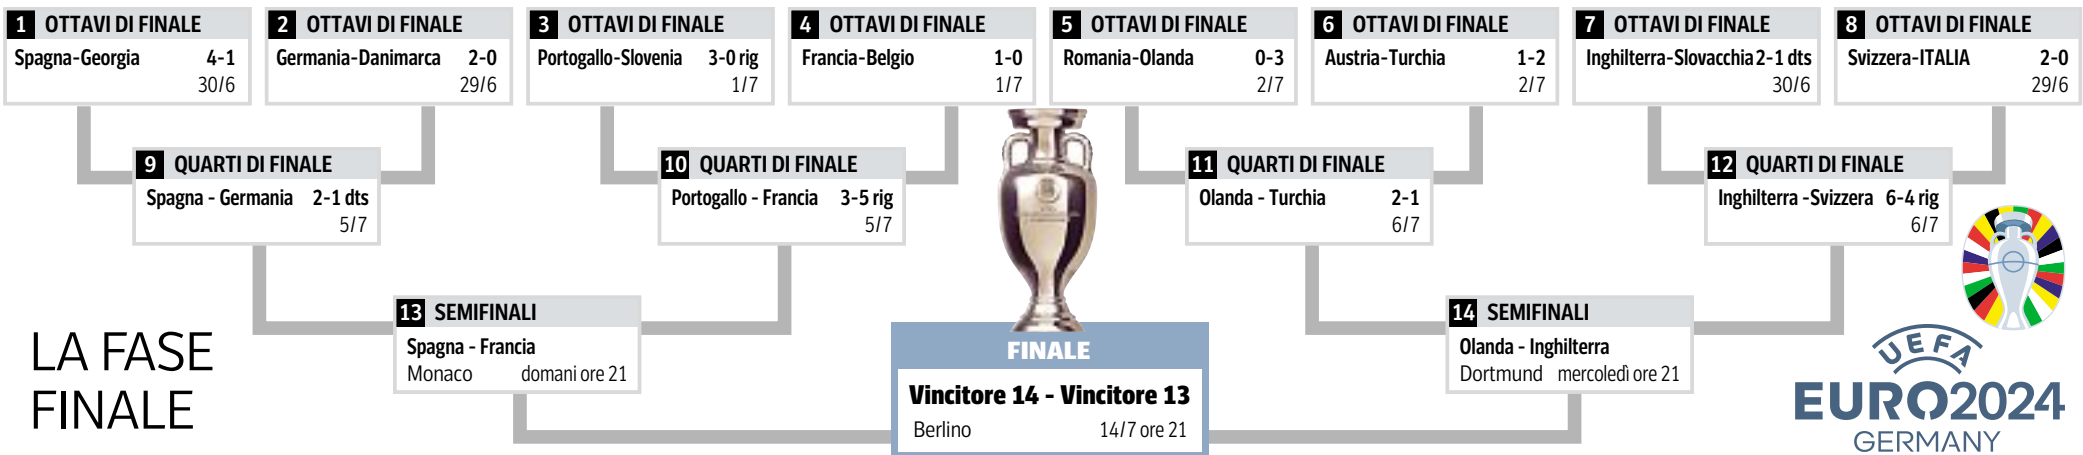 1 OTTAVI DI FINALE
Spagna-Georgia 4-1
30/6
2 OTTAVI DI FINALE
Germania-Danimarca 2-0
29/6
3 OTTAVI DI FINALE
Portogallo-Slovenia 3-0 rig
1/7
4 OTTAVI DI FINALE
Francia-Belgio 1-0
1/7
5 OTTAVI DI FINALE
Romania-Olanda 0-3
2/7
6 OTTAVI DI FINALE
Austria-Turchia 1-2
2/7
7 OTTAVI DI FINALE
Inghilterra-Slovacchia 2-1 dts
30/6
8 OTTAVI DI FINALE
Svizzera-ITALIA 2-0
29/6
9 QUARTI DI FINALE
Spagna - Germania 2-1 dts
5/7
10 QUARTI DI FINALE
Portogallo - Francia 3-5 rig
5/7
11 QUARTI DI FINALE
Olanda - Turchia 2-1
6/7
12 QUARTI DI FINALE
Inghilterra -Svizzera 6-4 rig
6/7
13 SEMIFINALI
Spagna - Francia
Monaco domani ore 21
14 SEMIFINALI
Olanda - Inghilterra
Dortmund mercoledì ore 21
FINALE
Vincitore 14 - Vincitore 13
Berlino 14/7 ore 21
LA FASE
FINALE
UEFA
EURO2024
GERMANY